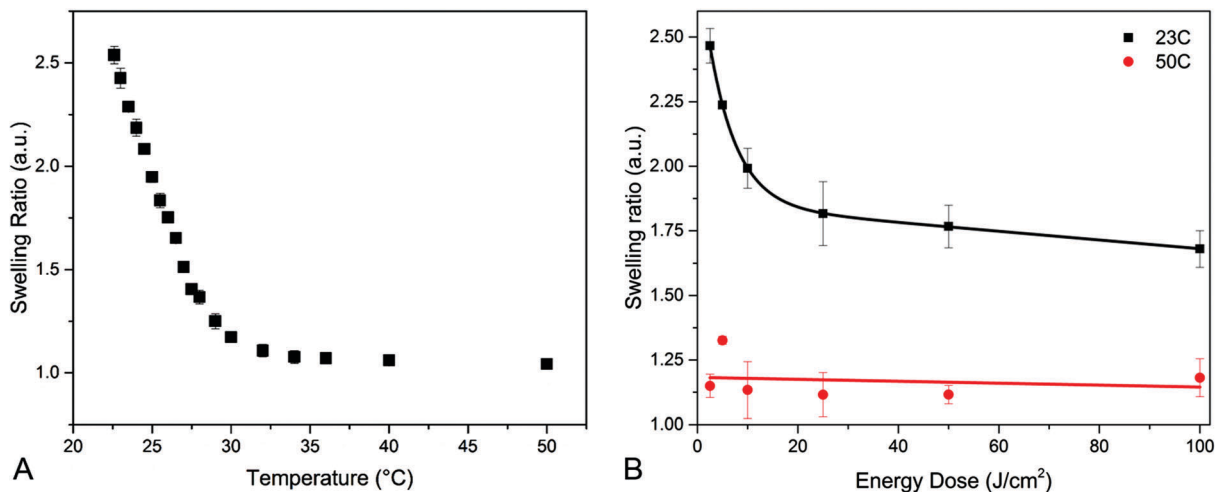 2.5
2.0
1.5
1.0
Swelling Ratio (a.u.)
20 25 30 35 40 45 50
Temperature (°C)
A
2.50
2.25
2.00
1.75
1.50
1.25
1.00
Swelling ratio (a.u.)
23C
50C
0 20 40 60 80 100
Energy Dose (J/cm²)
B